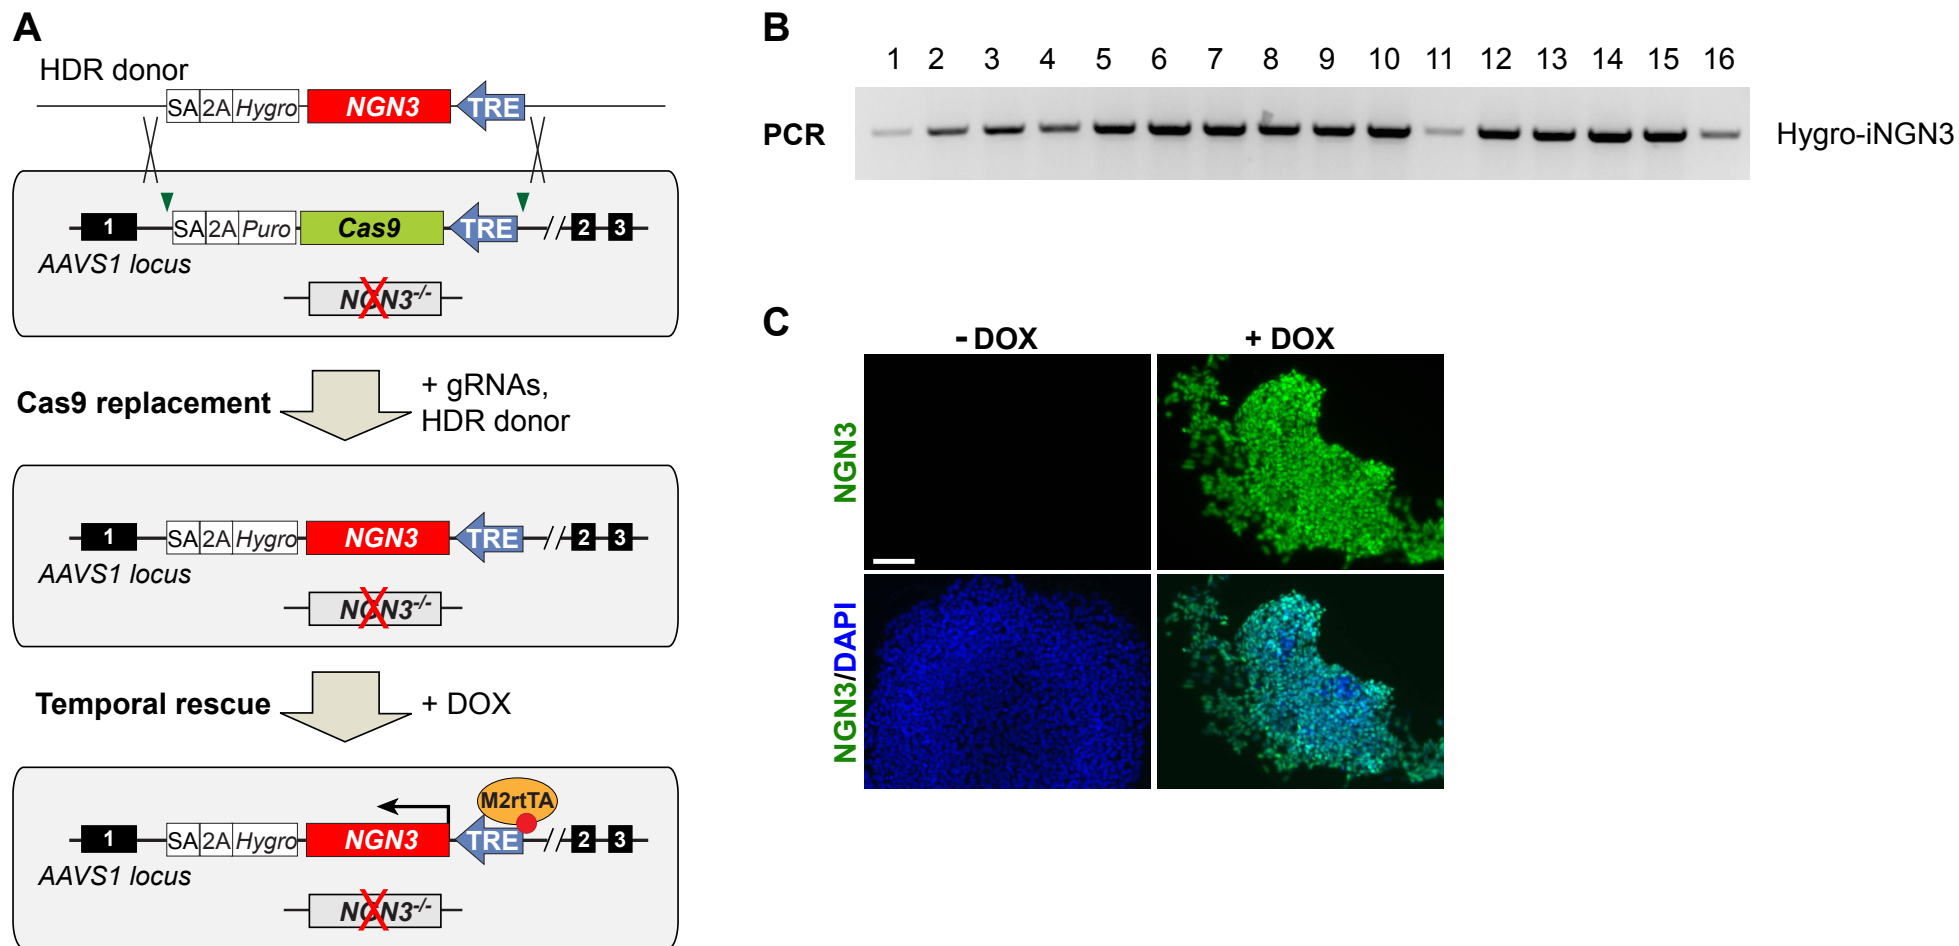 A
HDR donor
SA 2A Hygro NGN3 TRE
1 SA 2A Puro Cas9 TRE // 2 3
AAVS1 locus
NGN3-/-
Cas9 replacement
+ gRNAs,
HDR donor
1 SA 2A Hygro NGN3 TRE // 2 3
AAVS1 locus
NGN3-/-
Temporal rescue
+ DOX
M2rtTA
1 SA 2A Hygro NGN3 TRE // 2 3
AAVS1 locus
NGN3-/-
B
1 2 3 4 5 6 7 8 9 10 11 12 13 14 15 16
PCR
Hygro-iNGN3
C
- DOX + DOX
NGN3
NGN3/DAPI